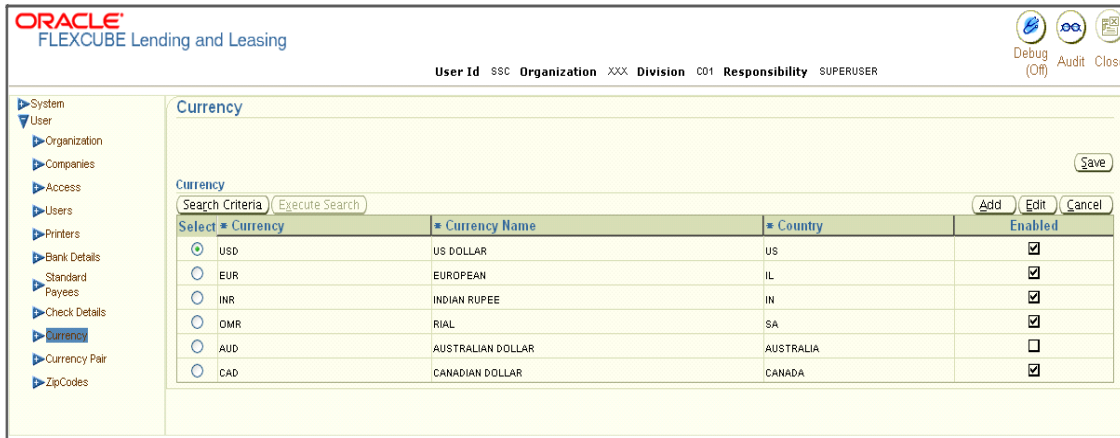 ORACLE®
FLEXCUBE Lending and Leasing
Debug (Off) Audit Close
User Id SSC Organization XXX Division C01 Responsibility SUPERUSER
System
User
Organization
Companies
Access
Users
Printers
Bank Details
Standard Payees
Check Details
Currency
Currency Pair
ZipCodes
Currency
Save
Currency
Search Criteria Execute Search Add Edit Cancel
Select * Currency * Currency Name * Country Enabled
USD US DOLLAR US
EUR EUROPEAN IL
INR INDIAN RUPEE IN
OMR RIAL SA
AUD AUSTRALIAN DOLLAR AUSTRALIA
CAD CANADIAN DOLLAR CANADA